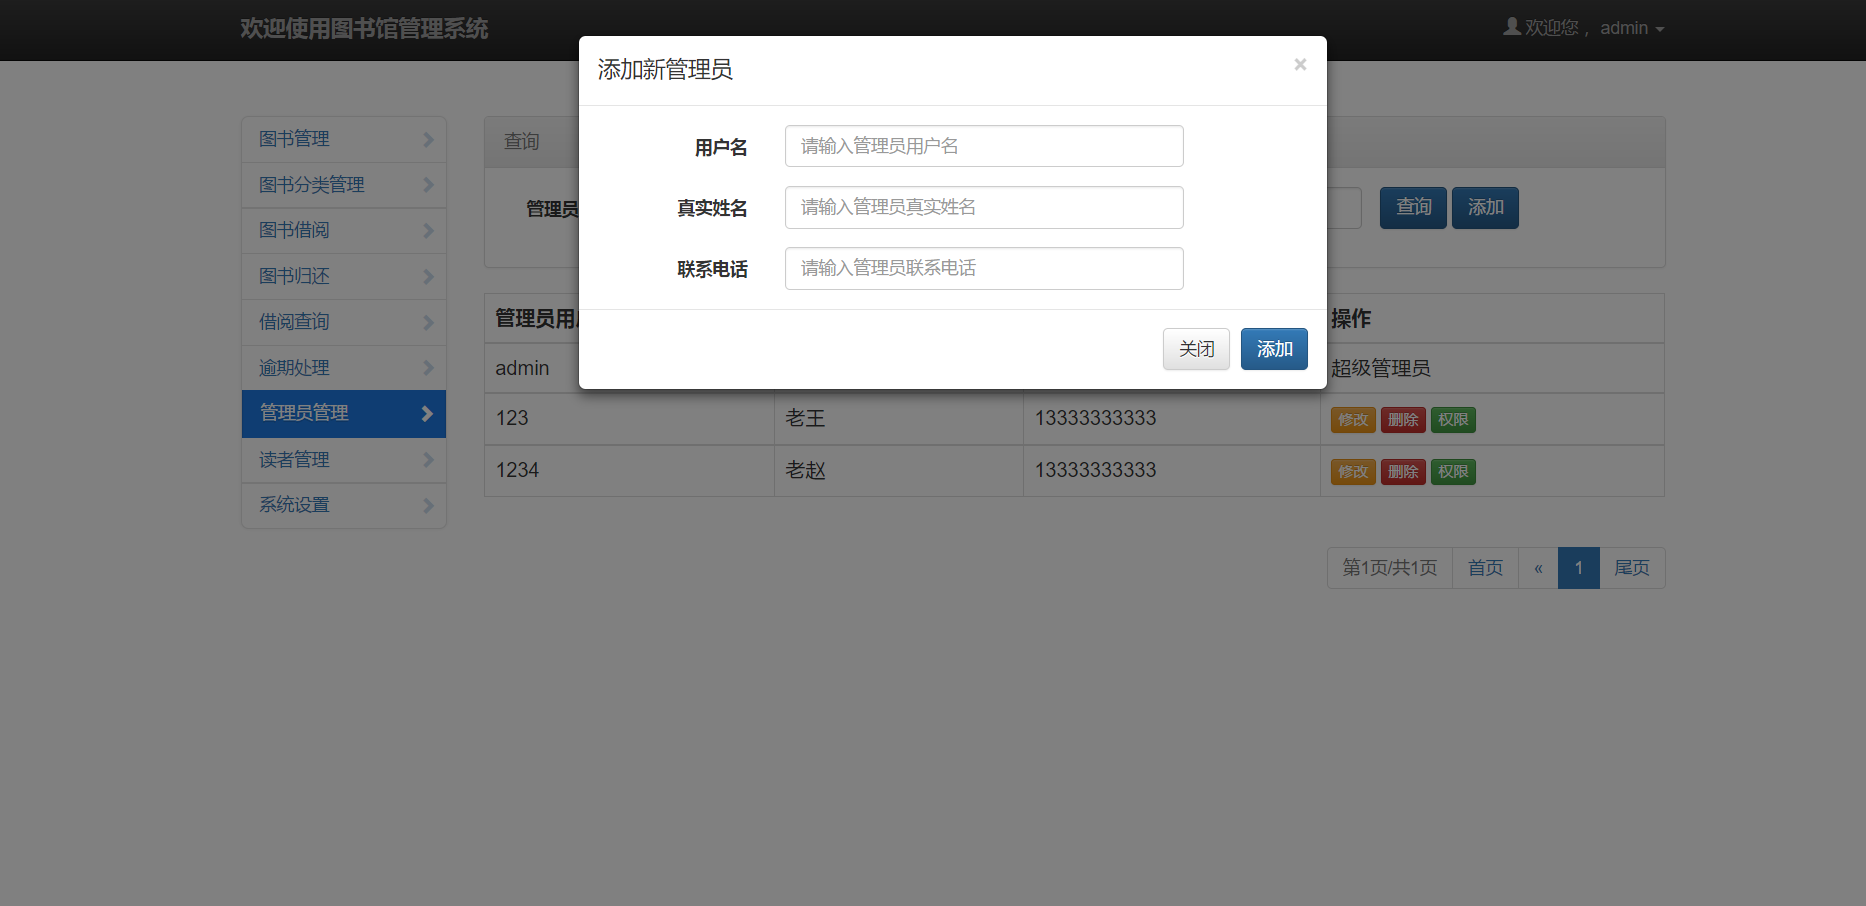 欢迎使用图书馆管理系统
欢迎您， admin
添加新管理员
×
用户名 请输入管理员用户名
真实姓名 请输入管理员真实姓名
联系电话 请输入管理员联系电话
关闭 添加
图书管理
图书分类管理
图书借阅
图书归还
借阅查询
逾期处理
管理员管理
读者管理
系统设置
查询
管理员
查询 添加
管理员用 操作
admin 超级管理员
123 老王 13333333333 修改 删除 权限
1234 老赵 13333333333 修改 删除 权限
第1页/共1页 首页 « 1 尾页